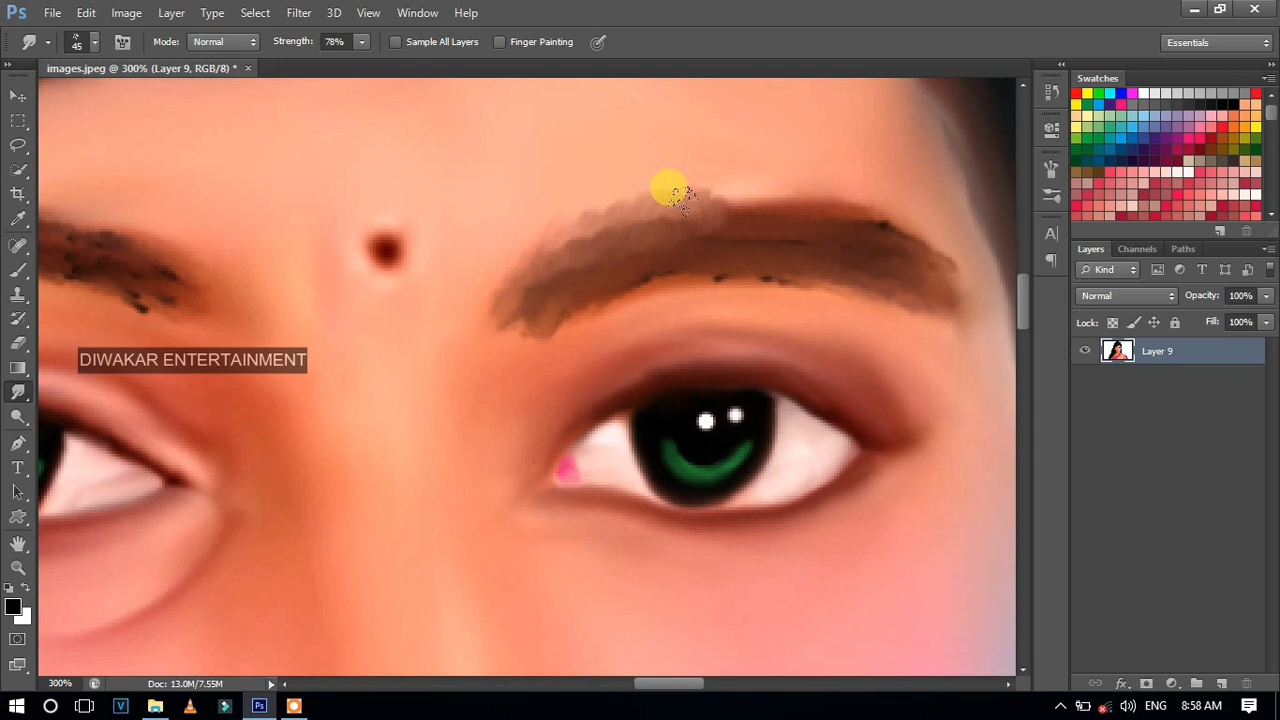 Ps File Edit Image Layer Type Select Filter 3D View Window Help
45 Mode: Normal Strength: 78% Sample All Layers Finger Painting Essentials
images.jpeg @ 300% (Layer 9, RGB/8) *
Swatches
Layers Channels Paths
Kind
Normal Opacity: 100%
Lock: Fill: 100%
Layer 9
DIWAKAR ENTERTAINMENT
300% Doc: 13.0M/7.55M
ENG 8:58 AM